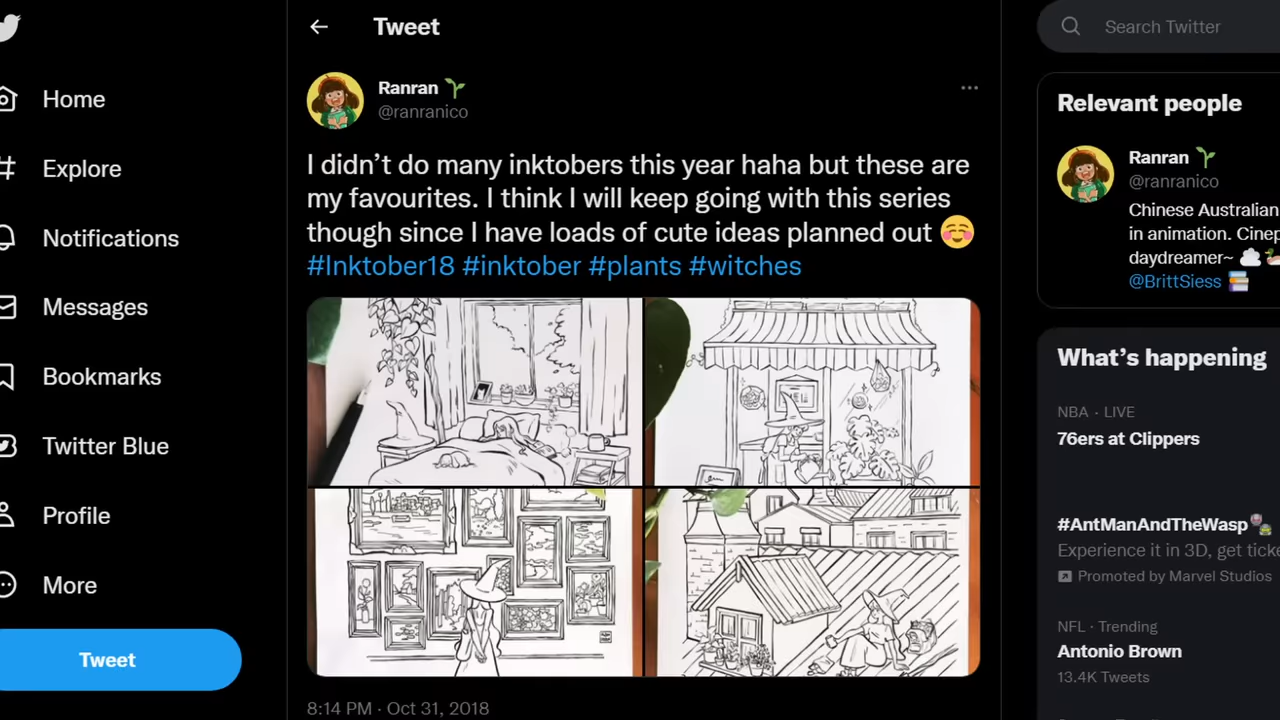 Home
Explore
Notifications
Messages
Bookmarks
Twitter Blue
Profile
More
Tweet
Tweet
Ranran
@ranranico
I didn’t do many inktobers this year haha but these are
my favourites. I think I will keep going with this series
though since I have loads of cute ideas planned out
#Inktober18 #inktober #plants #witches
8:14 PM · Oct 31, 2018
Search Twitter
Relevant people
Ranran
@ranranico
Chinese Australian
in animation.
daydreamer~
@BrittSiess
What’s happening
NBA · LIVE
76ers at Clippers
#AntManAndTheWasp
Experience it in 3D, get
Promoted by Marvel Studios
NFL · Trending
Antonio Brown
13.4K Tweets